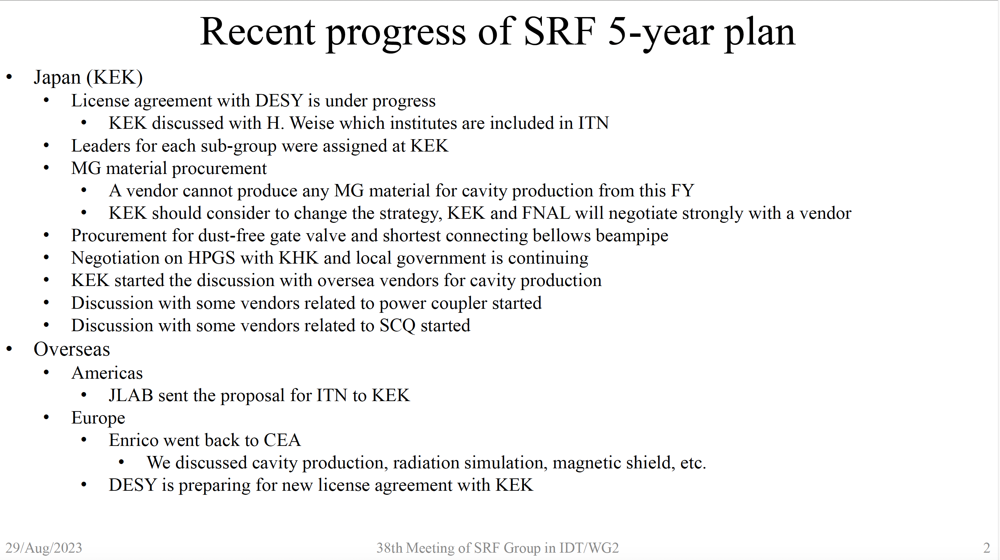 Recent progress of SRF 5-year plan
• Japan (KEK)
• License agreement with DESY is under progress
• KEK discussed with H. Weise which institutes are included in ITN
• Leaders for each sub-group were assigned at KEK
• MG material procurement
• A vendor cannot produce any MG material for cavity production from this FY
• KEK should consider to change the strategy, KEK and FNAL will negotiate strongly with a vendor
• Procurement for dust-free gate valve and shortest connecting bellows beampipe
• Negotiation on HPGS with KHK and local government is continuing
• KEK started the discussion with oversea vendors for cavity production
• Discussion with some vendors related to power coupler started
• Discussion with some vendors related to SCQ started
• Overseas
• Americas
• JLAB sent the proposal for ITN to KEK
• Europe
• Enrico went back to CEA
• We discussed cavity production, radiation simulation, magnetic shield, etc.
• DESY is preparing for new license agreement with KEK
29/Aug/2023
38th Meeting of SRF Group in IDT/WG2
2